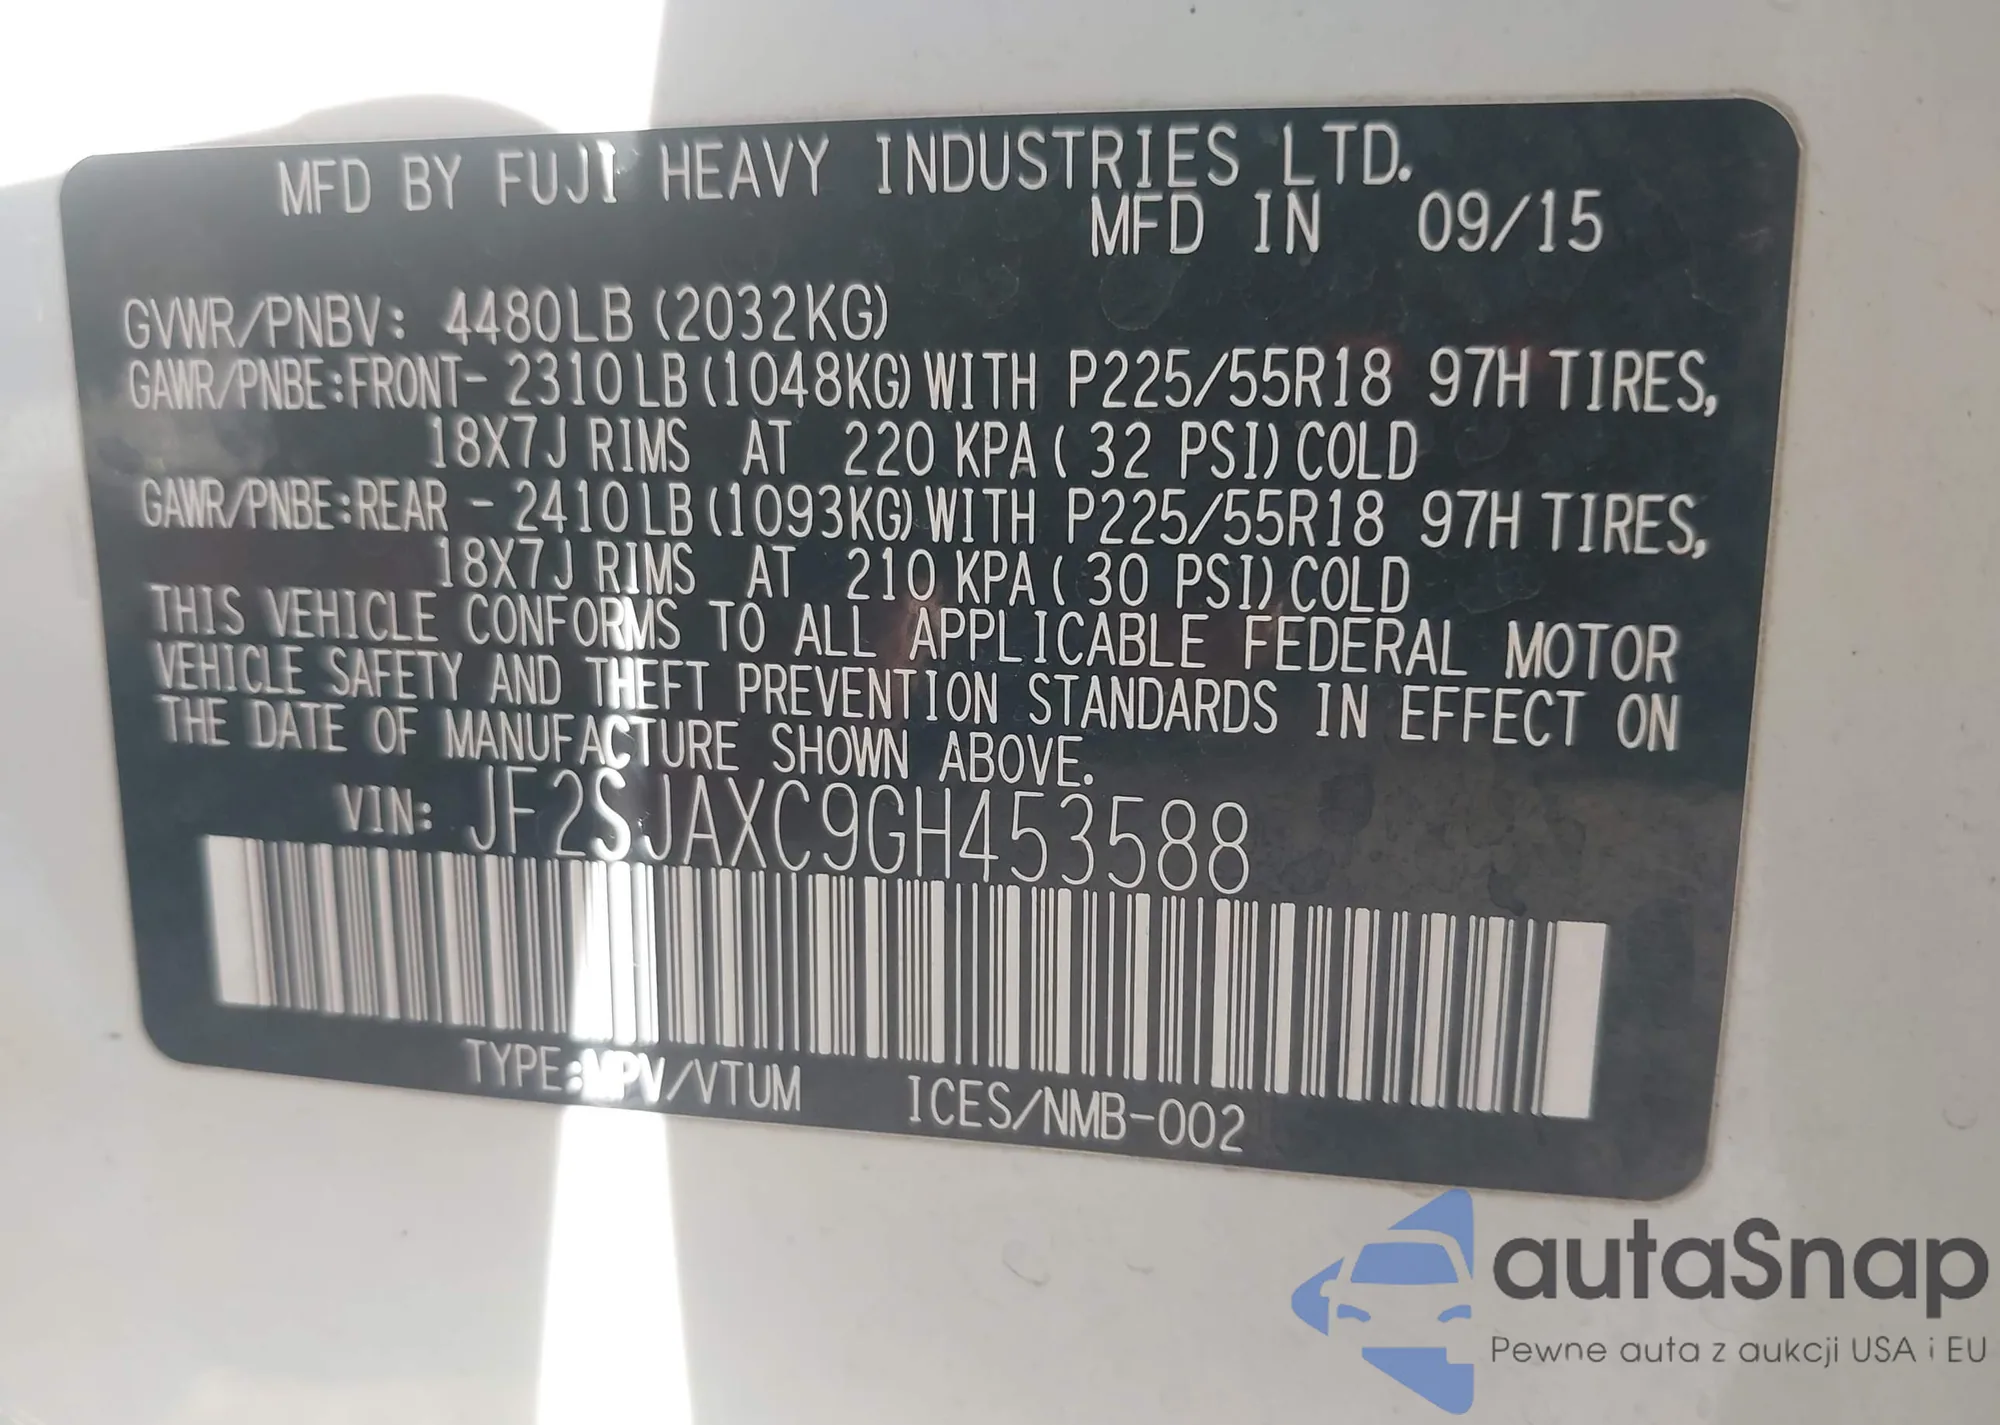 MFD BY FUJI HEAVY INDUSTRIES LTD.
MFD IN 09/15
GVWR/PNBV: 4480LB (2032KG)
GAWR/PNBE:FRONT- 2310LB (1048KG) WITH P225/55R18 97H TIRES,
18X7J RIMS AT 220 KPA ( 32 PSI) COLD
GAWR/PNBE:REAR - 2410LB (1093KG) WITH P225/55R18 97H TIRES,
18X7J RIMS AT 210 KPA ( 30 PSI) COLD
THIS VEHICLE CONFORMS TO ALL APPLICABLE FEDERAL MOTOR
VEHICLE SAFETY AND THEFT PREVENTION STANDARDS IN EFFECT ON
THE DATE OF MANUFACTURE SHOWN ABOVE.
VIN: JF2SJAXC9GH453588
TYPE:MPV/VTUM ICES/NMB-002
autaSnap
Pewne auta z aukcji USA i EU